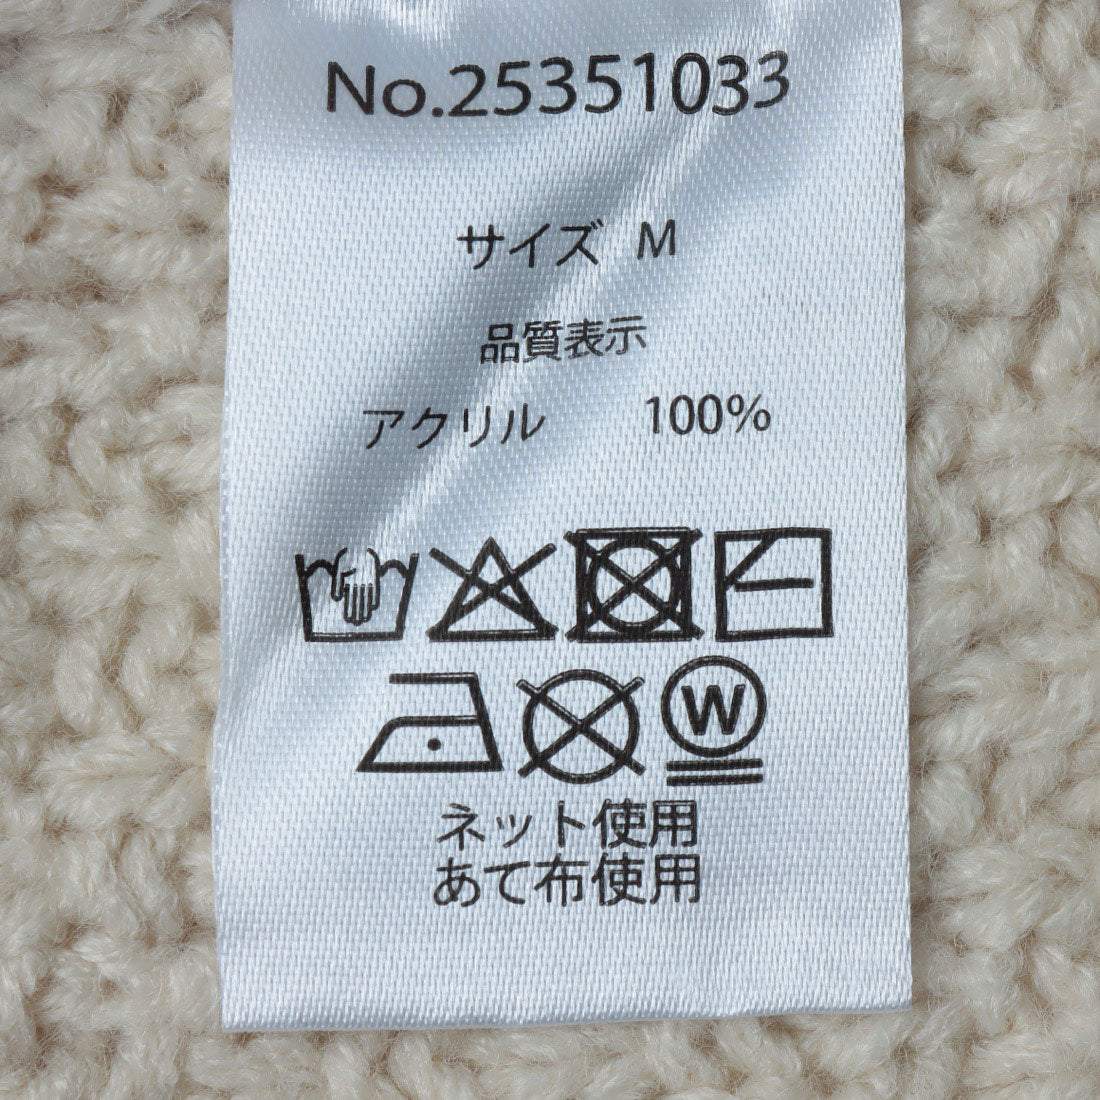 No.25351033
サイズ M
品質表示
アクリル 100%
W
ネット使用
あて布使用